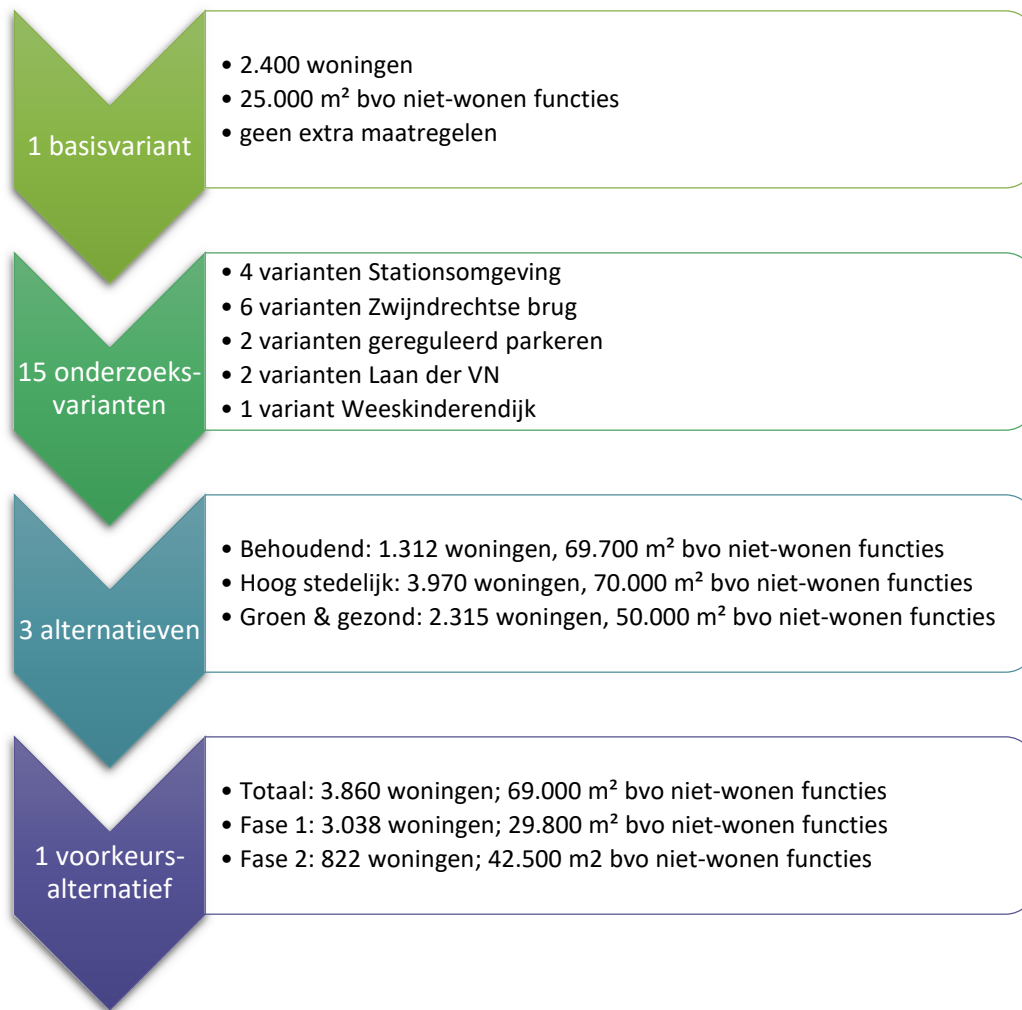 1 basisvariant
• 2.400 woningen
• 25.000 m² bvo niet-wonen functies
• geen extra maatregelen
15 onderzoeks-
varianten
• 4 varianten Stationsomgeving
• 6 varianten Zwijndrechtse brug
• 2 varianten gereguleerd parkeren
• 2 varianten Laan der VN
• 1 variant Weeskinderendijk
3 alternatieven
• Behoudend: 1.312 woningen, 69.700 m² bvo niet-wonen functies
• Hoog stedelijk: 3.970 woningen, 70.000 m² bvo niet-wonen functies
• Groen & gezond: 2.315 woningen, 50.000 m² bvo niet-wonen functies
1 voorkeurs-
alternatief
• Totaal: 3.860 woningen; 69.000 m² bvo niet-wonen functies
• Fase 1: 3.038 woningen; 29.800 m² bvo niet-wonen functies
• Fase 2: 822 woningen; 42.500 m2 bvo niet-wonen functies